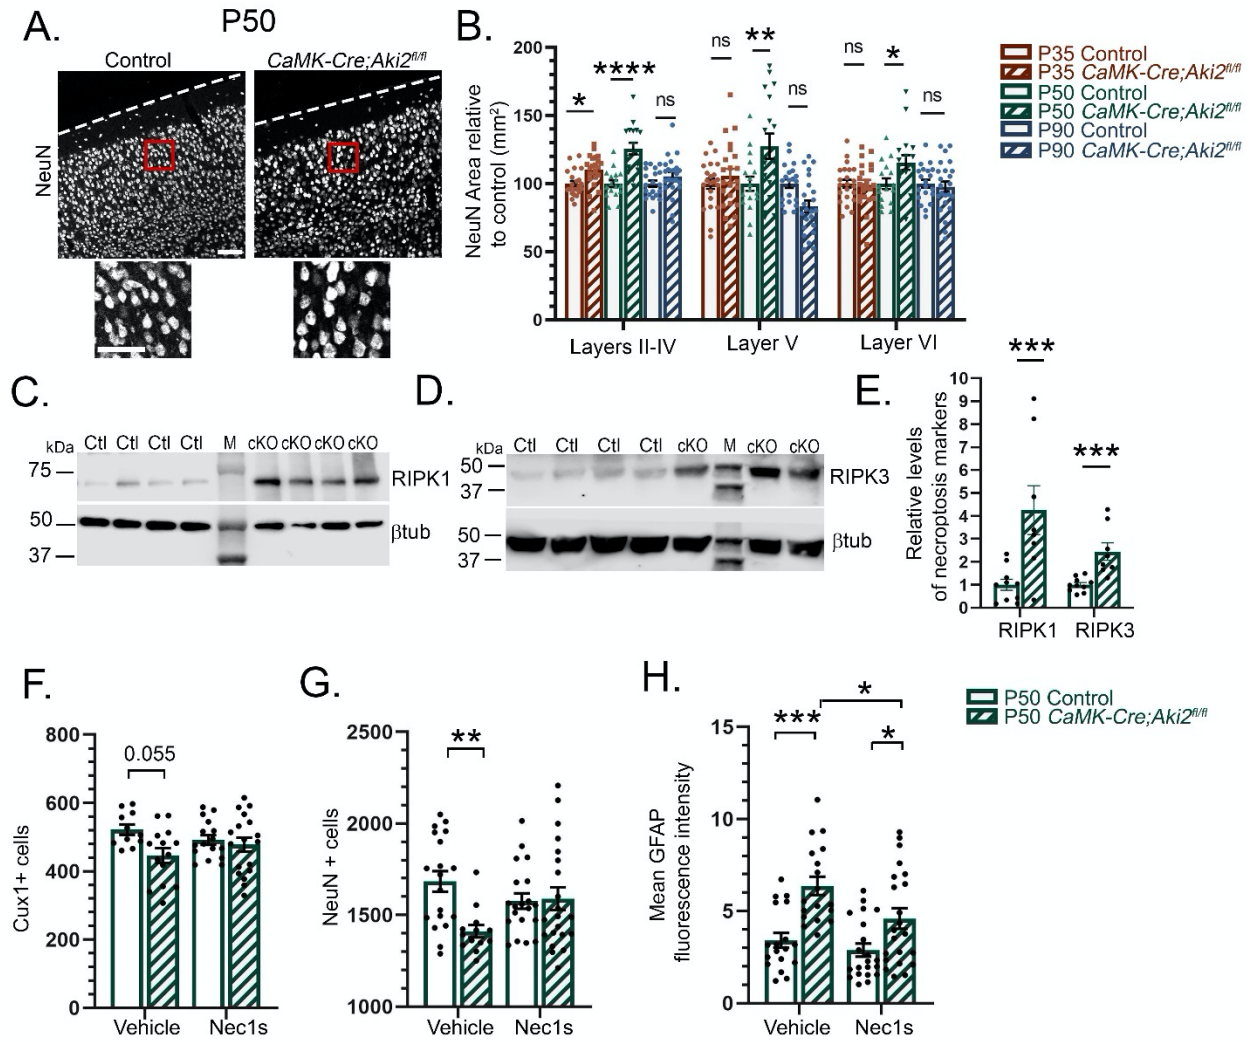 A.
P50
Control
CaMK-Cre;Aki2fl/fl
NeuN
B.
NeuN Area relative
to control (mm²)
200
150
100
50
0
*
****
ns
ns
**
ns
ns
*
ns
Layers II-IV
Layer V
Layer VI
P35 Control
P35 CaMK-Cre;Aki2fl/fl
P50 Control
P50 CaMK-Cre;Aki2fl/fl
P90 Control
P90 CaMK-Cre;Aki2fl/fl
C.
kDa Ctl Ctl Ctl Ctl M cKO cKO cKO cKO
75
RIPK1
50
βtub
37
D.
kDa Ctl Ctl Ctl Ctl cKO M cKO cKO
50
37
RIPK3
50
βtub
37
E.
Relative levels
of necroptosis markers
10
9
8
7
6
5
4
3
2
1
0
***
***
RIPK1
RIPK3
F.
Cux1+ cells
800
600
400
200
0
0.055
Vehicle
Nec1s
G.
NeuN + cells
2500
2000
1500
1000
**
Vehicle
Nec1s
H.
Mean GFAP
fluorescence intensity
15
10
5
0
***
*
*
Vehicle
Nec1s
P50 Control
P50 CaMK-Cre;Aki2fl/fl